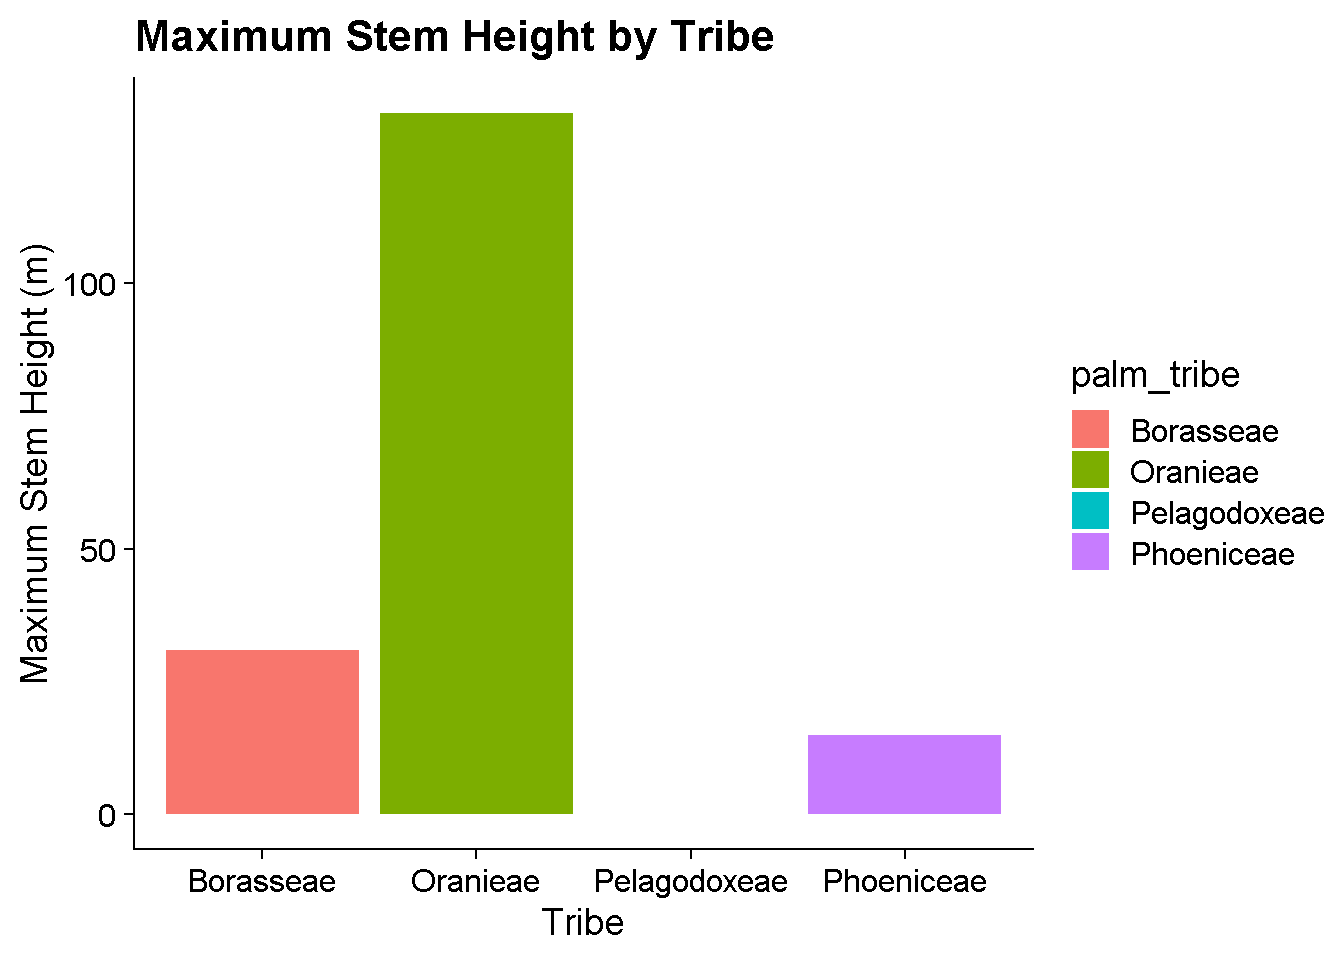 Maximum Stem Height by Tribe
Maximum Stem Height (m)
100
50
0
Borasseae
Oranieae
Pelagodoxeae
Phoeniceae
Tribe
palm_tribe
Borasseae
Oranieae
Pelagodoxeae
Phoeniceae